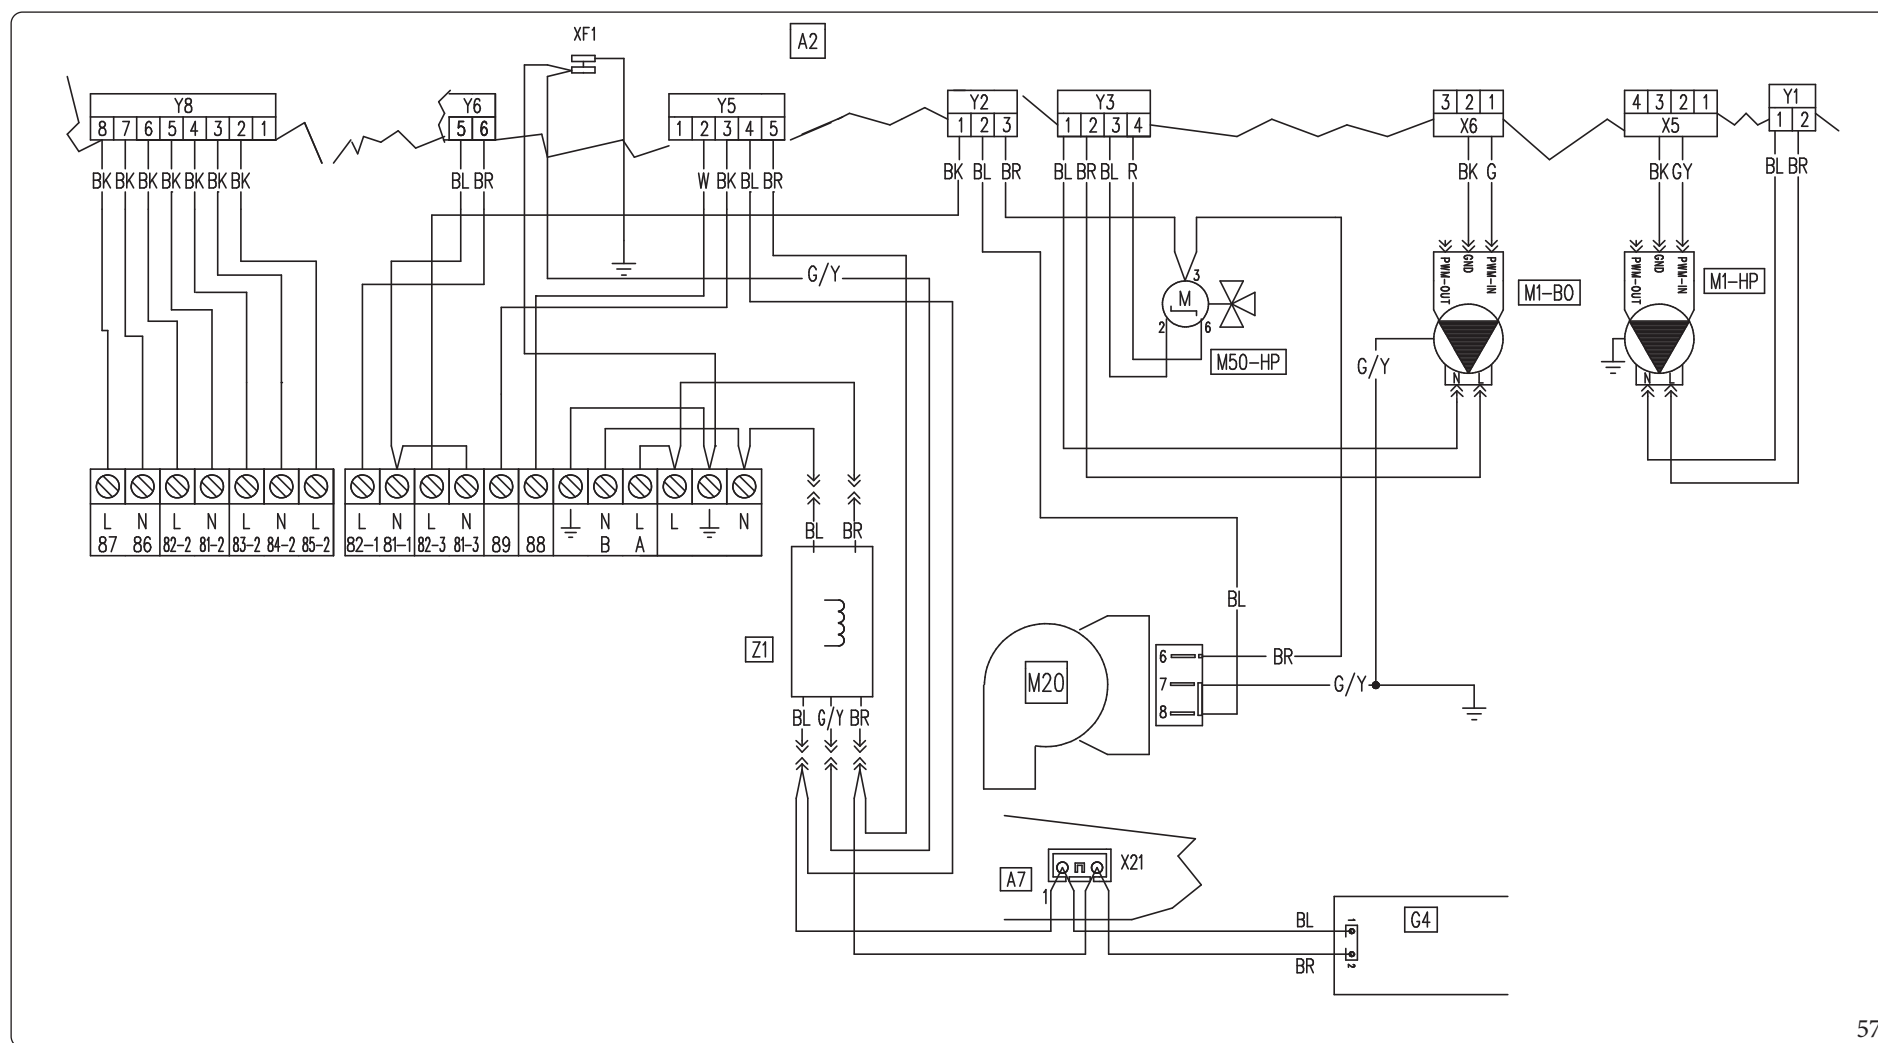 XF1
A2
Y8
8 7 6 5 4 3 2 1
Y6
5 6
Y5
1 2 3 4 5
Y2
1 2 3
Y3
1 2 3 4
3 2 1
X6
4 3 2 1
X5
Y1
1 2
BK BK BK BK BK BK BK
BL BR
W BK BL BR
BK BL BR
BL BR BL R
BK G
BK GY
BL BR
G/Y
PWM-OUT
GND
PWM-IN
M1-BO
PWM-OUT
GND
PWM-IN
M1-HP
3
M
2
6
M50-HP
G/Y
N L
N L
L N L N L N L
87 86 82-2 81-2 83-2 84-2 85-2
L N L N
82-1 81-1 82-3 81-3 89 88
N L L N
B A
BL BR
Z1
BL G/Y BR
BL
M20
6
7
8
BR
G/Y
X21
A7
1
BL
BR
1
2
G4
57